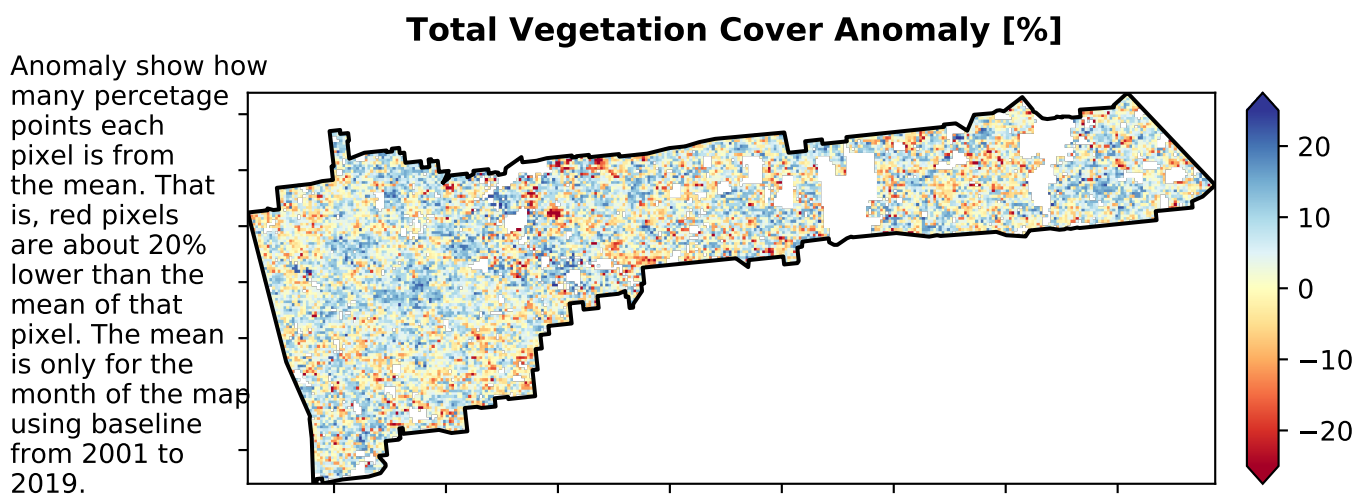 Total Vegetation Cover Anomaly [%]
Anomaly show how
many percetage
points each
pixel is from
the mean. That
is, red pixels
are about 20%
lower than the
mean of that
pixel. The mean
is only for the
month of the map
using baseline
from 2001 to
2019.
20
10
0
−10
−20